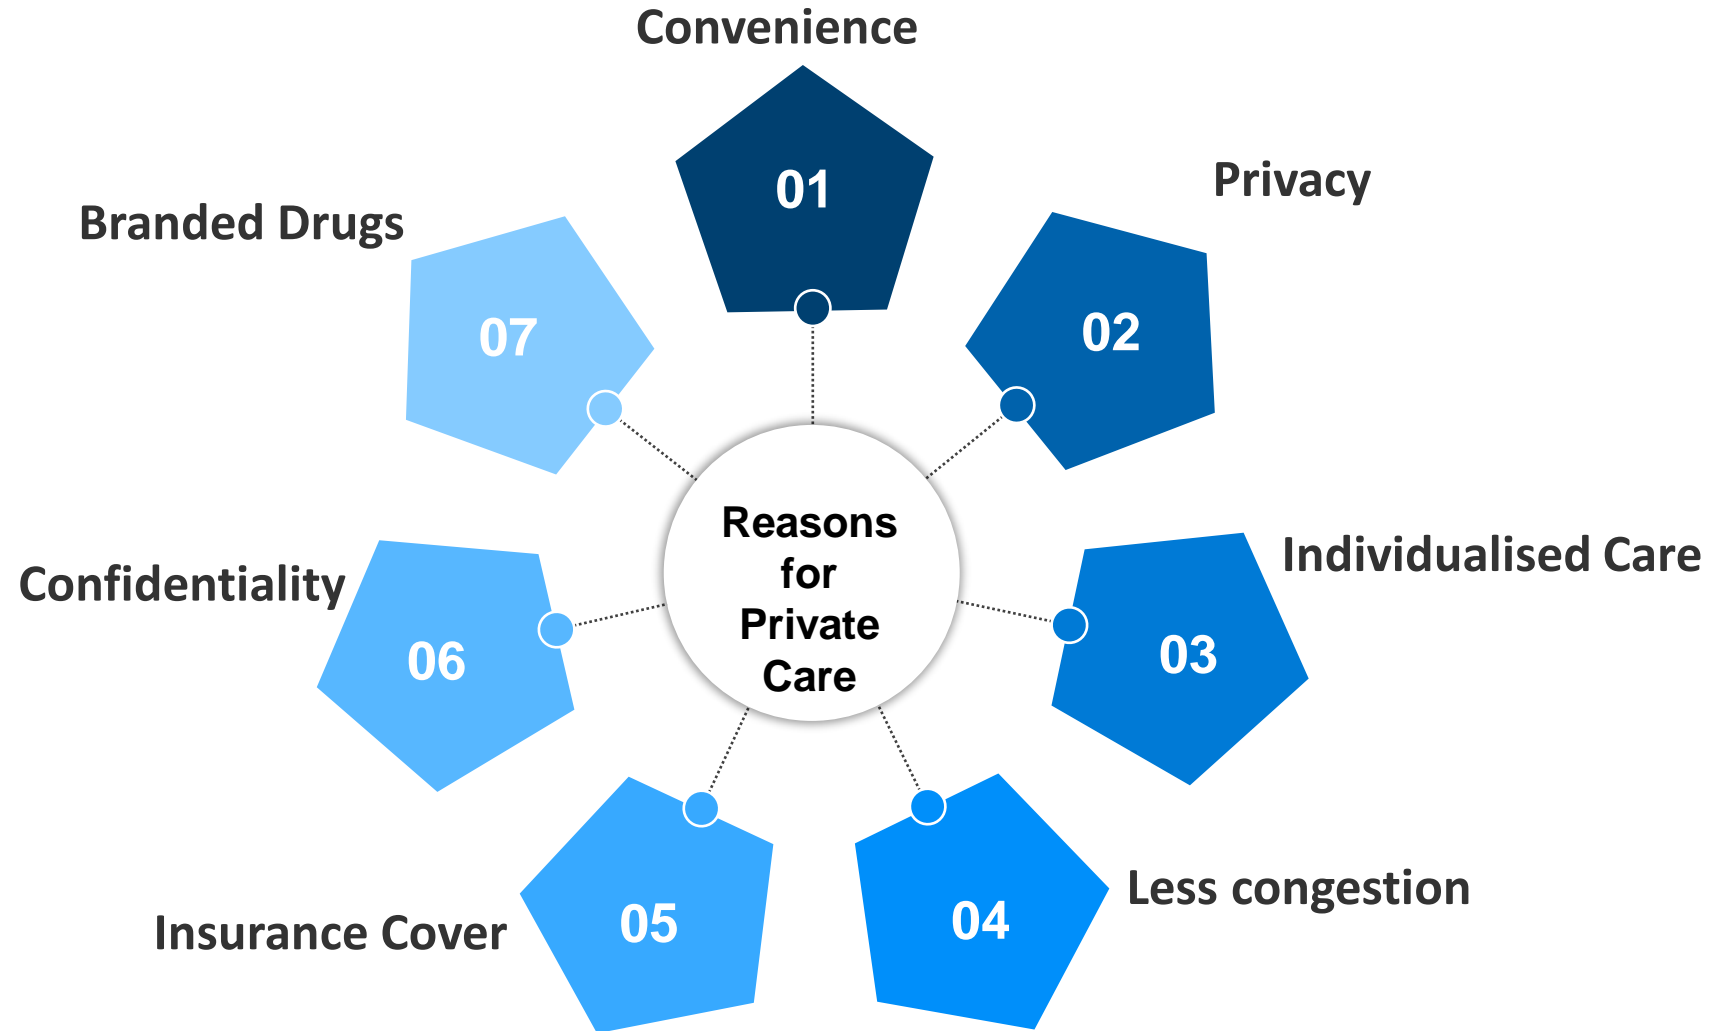 Convenience
01
Privacy
02
Individualised Care
03
Less congestion
04
Insurance Cover
05
Confidentiality
06
Branded Drugs
07
Reasons
for
Private
Care